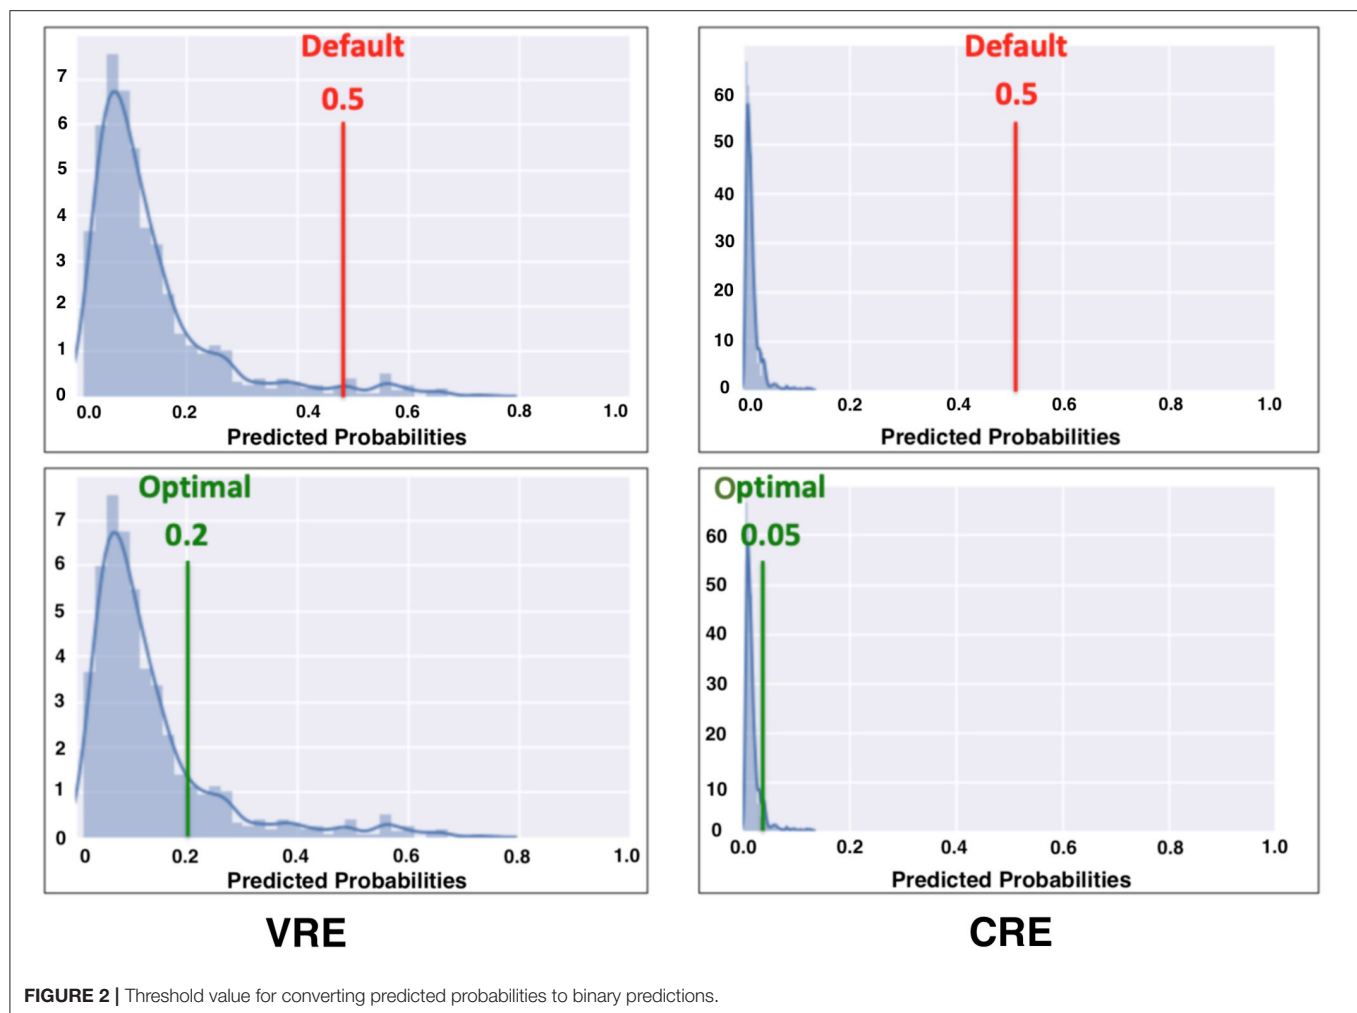 Default
0.5
7
6
5
4
3
2
1
0
0.0 0.2 0.4 0.6 0.8 1.0
Predicted Probabilities
Default
0.5
60
50
40
30
20
10
0
0.0 0.2 0.4 0.6 0.8 1.0
Predicted Probabilities
Optimal
0.2
7
6
5
4
3
2
1
0
0 0.2 0.4 0.6 0.8 1.0
Predicted Probabilities
Optimal
0.05
60
50
40
30
20
10
0
0.0 0.2 0.4 0.6 0.8 1.0
Predicted Probabilities
VRE
CRE
FIGURE 2 | Threshold value for converting predicted probabilities to binary predictions.